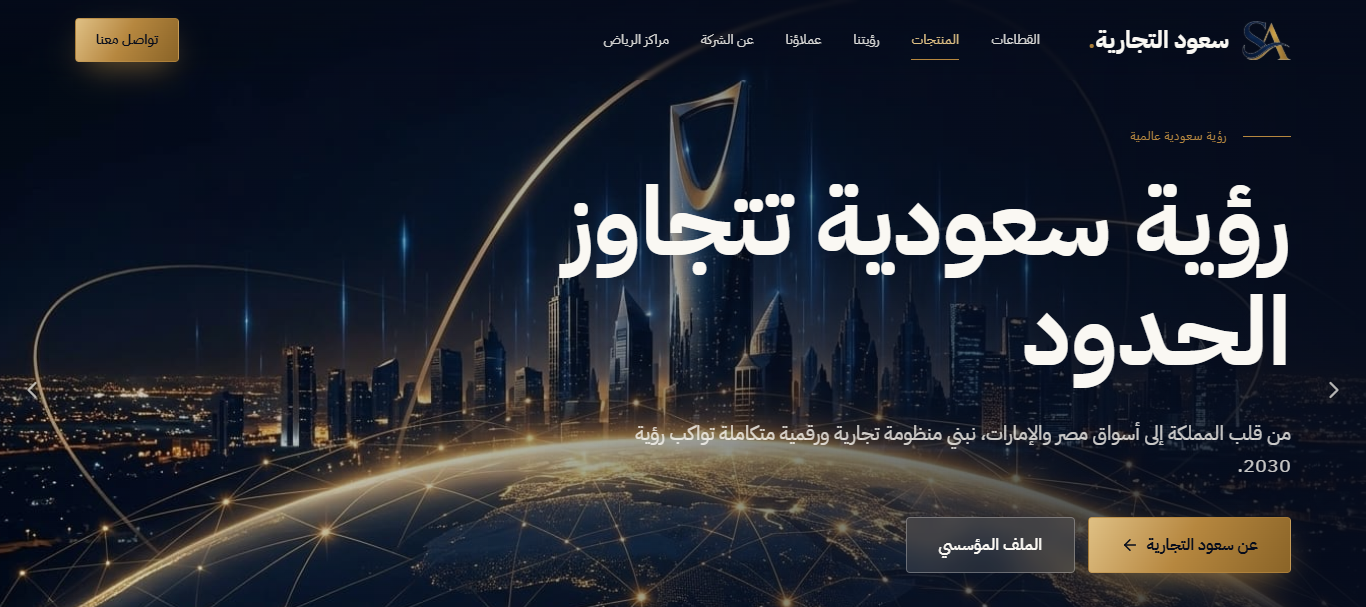 SA
سعود التجارية.
القطاعات
المنتجات
رؤيتنا
عملاؤنا
عن الشركة
مراكز الرياض
تواصل معنا
رؤية سعودية عالمية
رؤية سعودية تتجاوز
الحدود
من قلب المملكة إلى أسواق مصر والإمارات، نبني منظومة تجارية ورقمية متكاملة تواكب رؤية
2030.
عن سعود التجارية ←
الملف المؤسسي